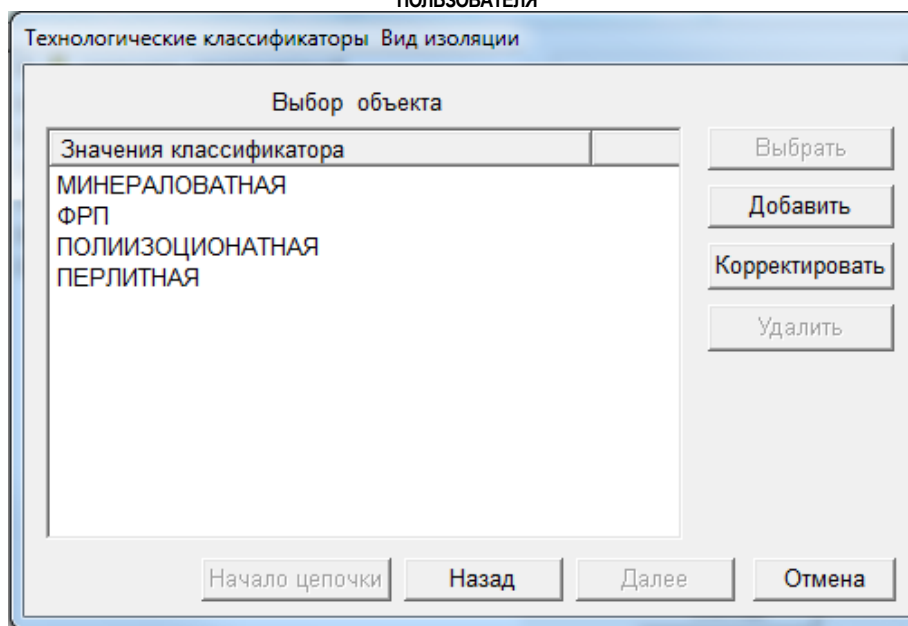 ПОЛЬЗОВАТЕЛЯ
Технологические классификаторы Вид изоляции
Выбор объекта
Значения классификатора
Выбрать
МИНЕРАЛОВАТНАЯ
ФРП
Добавить
ПОЛИИЗОЦИОНАТНАЯ
Корректировать
ПЕРЛИТНАЯ
Удалить
Начало цепочки Назад Далее Отмена